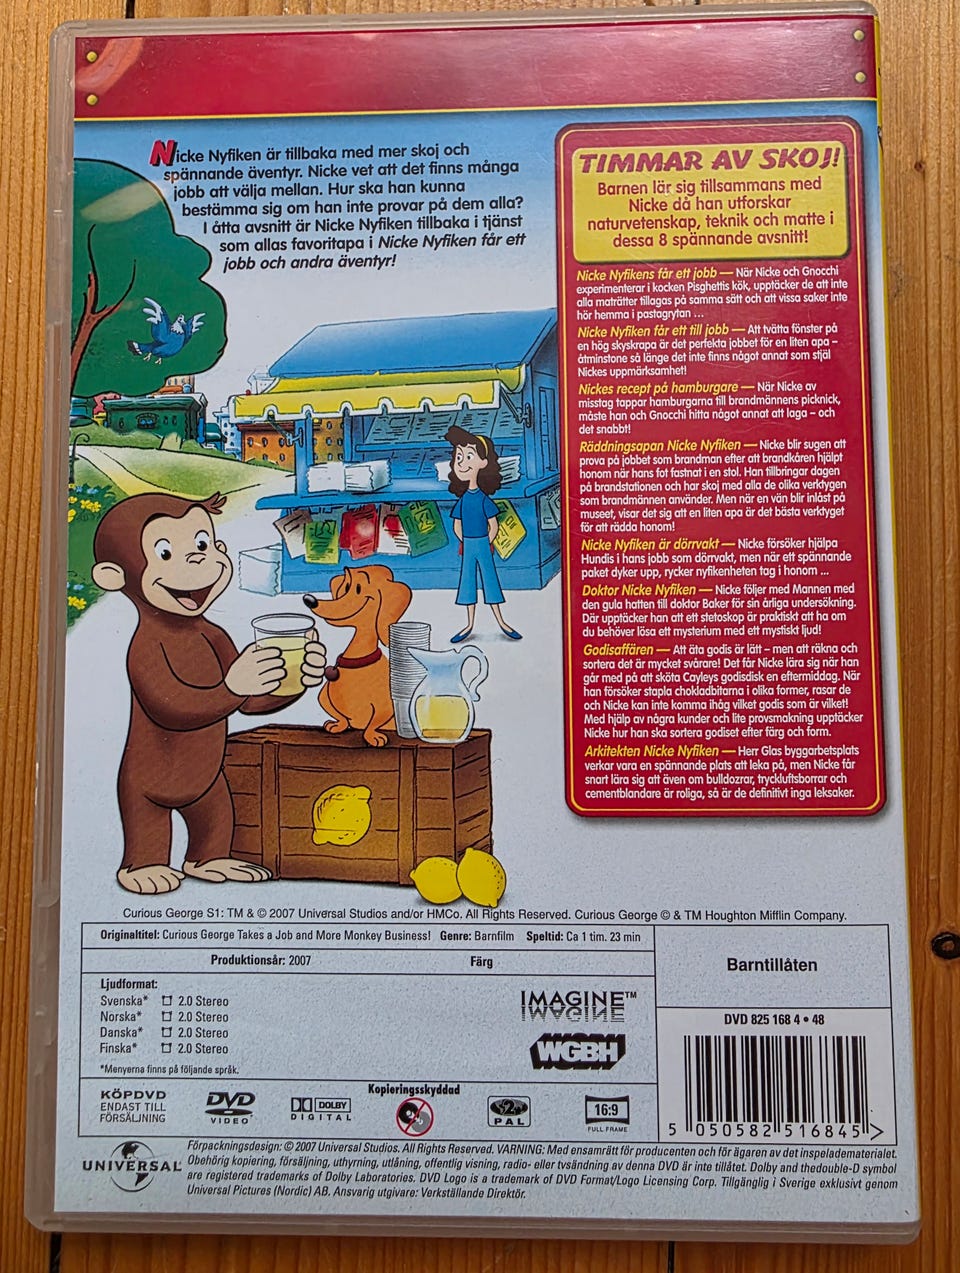 Nicke Nyfiken är tillbaka med mer skoj och
spännande äventyr. Nicke vet att det finns många
jobb att välja mellan. Hur ska han kunna
bestämma sig om han inte provar på dem alla?
I åtta avsnitt är Nicke Nyfiken tillbaka i tjänst
som allas favoritapa i Nicke Nyfiken får ett
jobb och andra äventyr!
TIMMAR AV SKOJ!
Barnen lär sig tillsammans med
Nicke då han utforskar
naturvetenskap, teknik och matte i
dessa 8 spännande avsnitt!
Nicke Nyfikens får ett jobb — När Nicke och Gnocchi
experimenterar i kocken Pisghettis kök, upptäcker de att inte
alla maträtter tillagas på samma sätt och att vissa saker inte
hör hemma i pastagrytan ...
Nicke Nyfiken får ett till jobb — Att tvätta fönster på
en hög skyskrapa är det perfekta jobbet för en liten apa –
åtminstone så länge det inte finns något annat som stjäl
Nickes uppmärksamhet!
Nickes recept på hamburgare — När Nicke av
misstag tappar hamburgarna till brandmännens picknick,
måste han och Gnocchi hitta något annat att laga – och
det snabbt!
Räddningsapan Nicke Nyfiken — Nicke blir sugen att
prova på jobbet som brandman efter att brandkåren hjälpt
honom när hans fot fastnat i en stol. Han tillbringar dagen
på brandstationen och har skoj med alla de olika verktygen
som brandmännen använder. Men när en vän blir inlåst på
museet, visar det sig att en liten apa är det bästa verktyget
för att rädda honom!
Nicke Nyfiken är dörrvakt — Nicke försöker hjälpa
Hundis i hans jobb som dörrvakt, men när ett spännande
paket dyker upp, rycker nyfikenheten tag i honom ...
Doktor Nicke Nyfiken — Nicke följer med Mannen med
den gula hatten till doktor Baker för sin årliga undersökning.
Där upptäcker han att ett stetoskop är praktiskt att ha om
du behöver lösa ett mysterium med ett mystiskt ljud!
Godisaffären — Att äta godis är lätt – men att räkna och
sortera det är mycket svårare! Det får Nicke lära sig när han
går med på att sköta Cayleys godisdisk en eftermiddag. När
han försöker stapla chokladbitarna i olika former, rasar de
och Nicke kan inte komma ihåg vilket godis som är vilket!
Med hjälp av några kunder och lite provsmakning upptäcker
Nicke hur han ska sortera godiset efter färg och form.
Arkitekten Nicke Nyfiken — Herr Glas byggarbetsplats
verkar vara en spännande plats att leka på, men Nicke får
snart lära sig att även om bulldozrar, tryckluftsborrar och
cementblandare är roliga, så är de definitivt inga leksaker.
Curious George S1: TM & © 2007 Universal Studios and/or HMCo. All Rights Reserved. Curious George © & TM Houghton Mifflin Company.
Originaltitel: Curious George Takes a Job and More Monkey Business! Genre: Barnfilm Speltid: Ca 1 tim. 23 min
Produktionsår: 2007 Färg
Ljudformat:
Svenska* 2.0 Stereo
Norska* 2.0 Stereo
Danska* 2.0 Stereo
Finska* 2.0 Stereo
*Menyerna finns på följande språk.
IMAGINE™
WGBH
Barntillåten
DVD 825 168 4 • 48
5 050582 516845 >
KÖPDVD
ENDAST TILL
FÖRSÄLJNING
DVD
VIDEO
DOLBY
DIGITAL
Kopieringsskyddad
2
PAL
16:9
FULL FRAME
UNIVERSAL
Förpackningsdesign: © 2007 Universal Studios. All Rights Reserved. VARNING: Med ensamrätt för producenten och för ägaren av det inspelade materialet.
Obehörig kopiering, försäljning, uthyrning, utlåning, offentlig visning, radio- eller tvsändning av denna DVD är inte tillåtet. Dolby and thedouble-D symbol
are registered trademarks of Dolby Laboratories. DVD Logo is a trademark of DVD Format/Logo Licensing Corp. Tillgänglig i Sverige exklusivt genom
Universal Pictures (Nordic) AB. Ansvarig utgivare: Verkställande Direktör.